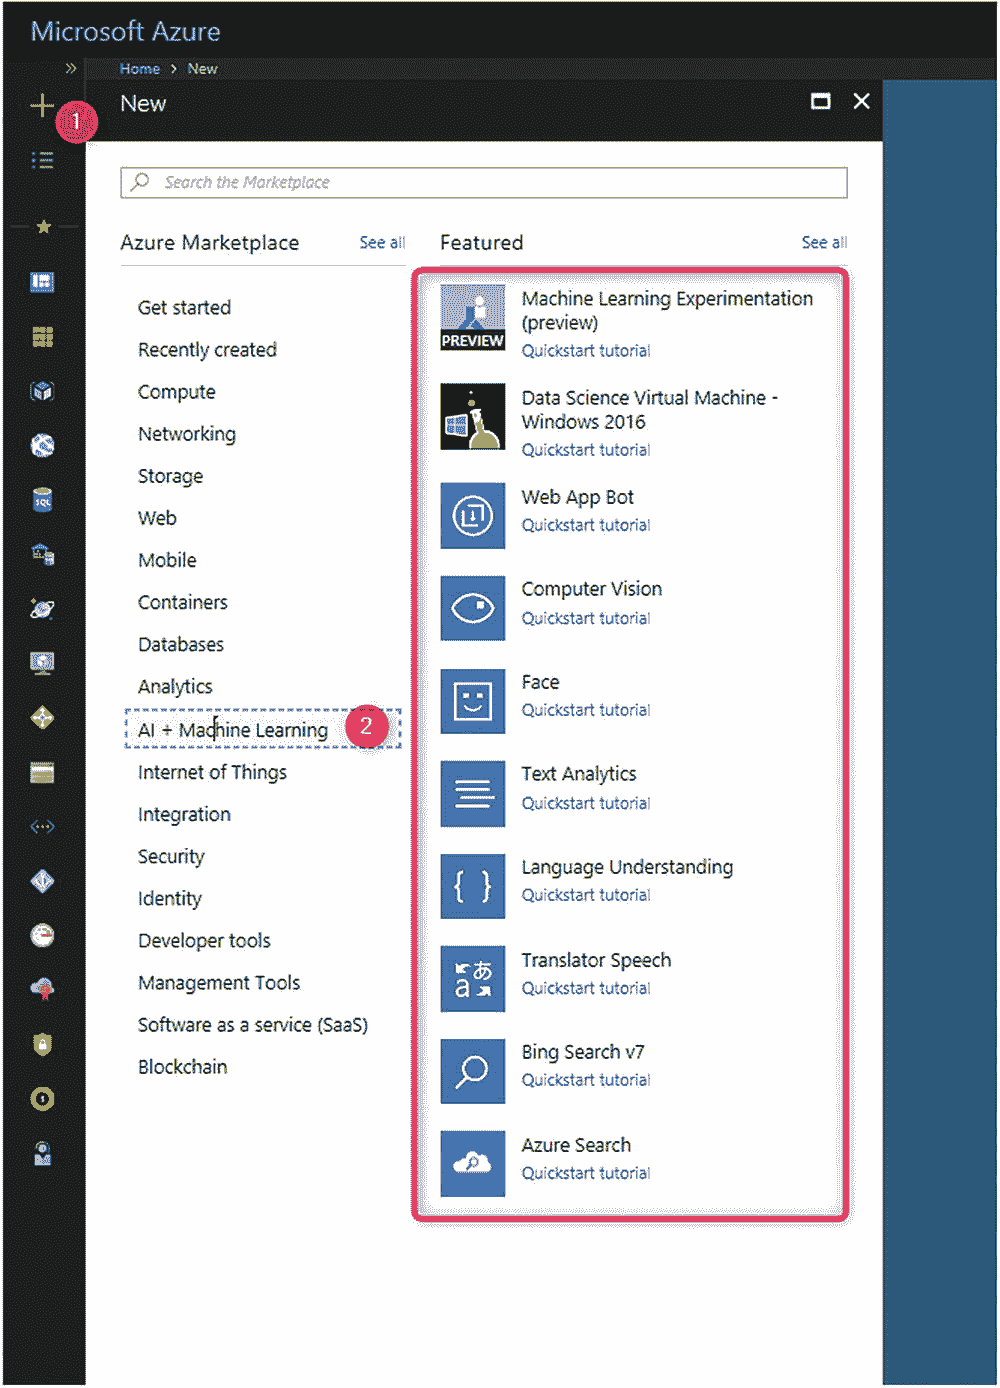 Microsoft Azure
»
Home > New
1
New
Search the Marketplace
Azure Marketplace
See all
Get started
Recently created
Compute
Networking
Storage
Web
Mobile
Containers
Databases
Analytics
AI + Machine Learning
2
Internet of Things
Integration
Security
Identity
Developer tools
Management Tools
Software as a service (SaaS)
Blockchain
Featured
See all
PREVIEW
Machine Learning Experimentation
(preview)
Quickstart tutorial
Data Science Virtual Machine -
Windows 2016
Quickstart tutorial
Web App Bot
Quickstart tutorial
Computer Vision
Quickstart tutorial
Face
Quickstart tutorial
Text Analytics
Quickstart tutorial
{ }
Language Understanding
Quickstart tutorial
あ
a
Translator Speech
Quickstart tutorial
Bing Search v7
Quickstart tutorial
Azure Search
Quickstart tutorial
SQL